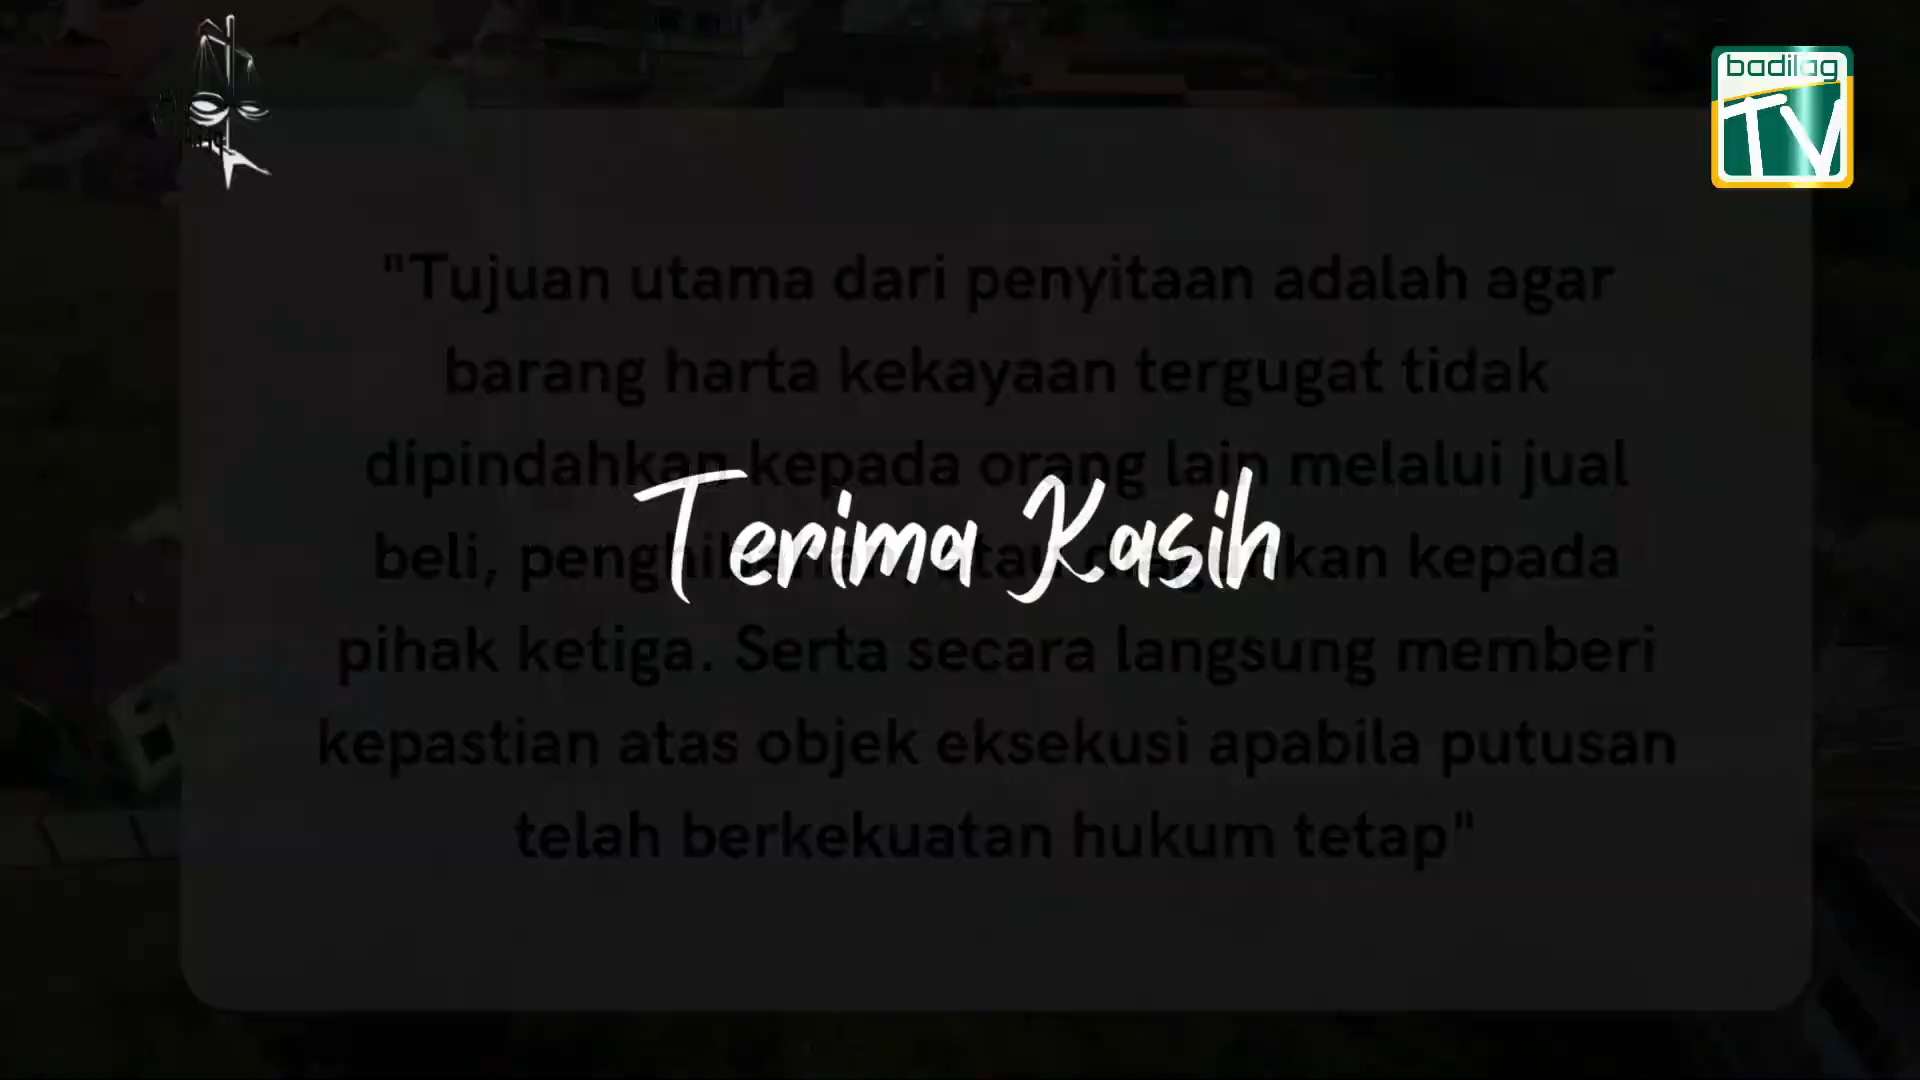 badilag
TV
"Tujuan utama dari penyitaan adalah agar
barang harta kekayaan tergugat tidak
dipindahkan kepada orang lain melalui jual
beli, kepada
pihak ketiga. Serta secara langsung memberi
kepastian atas objek eksekusi apabila putusan
telah berkekuatan hukum tetap"
Terima Kasih